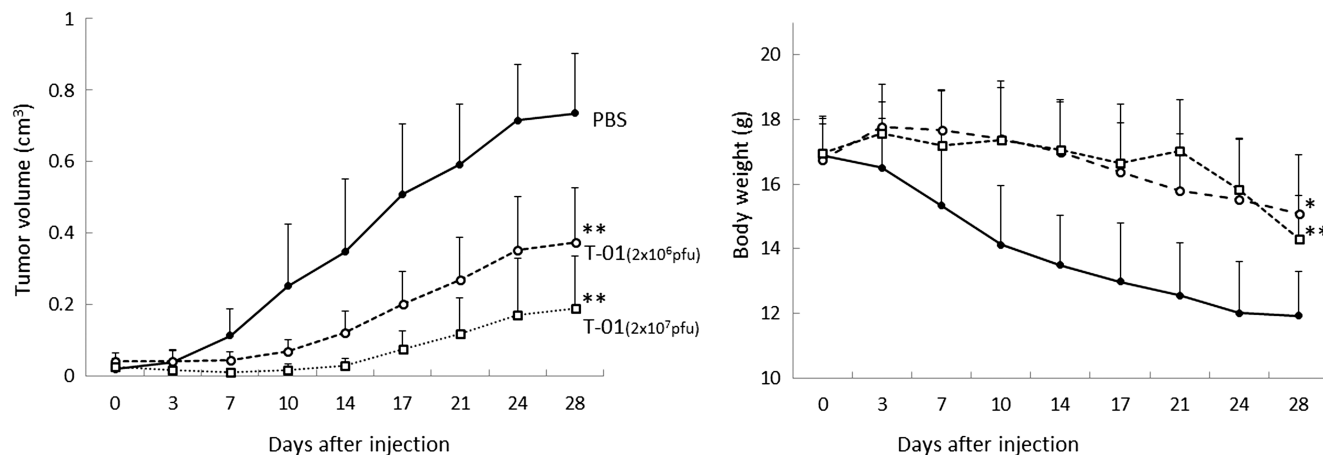 Tumor volume (cm³)
1
0.8
0.6
0.4
0.2
0
PBS
**
T-01(2x10⁶pfu)
**
T-01(2x10⁷pfu)
0 3 7 10 14 17 21 24 28
Days after injection
Body weight (g)
20
18
16
14
12
10
*
**
0 3 7 10 14 17 21 24 28
Days after injection